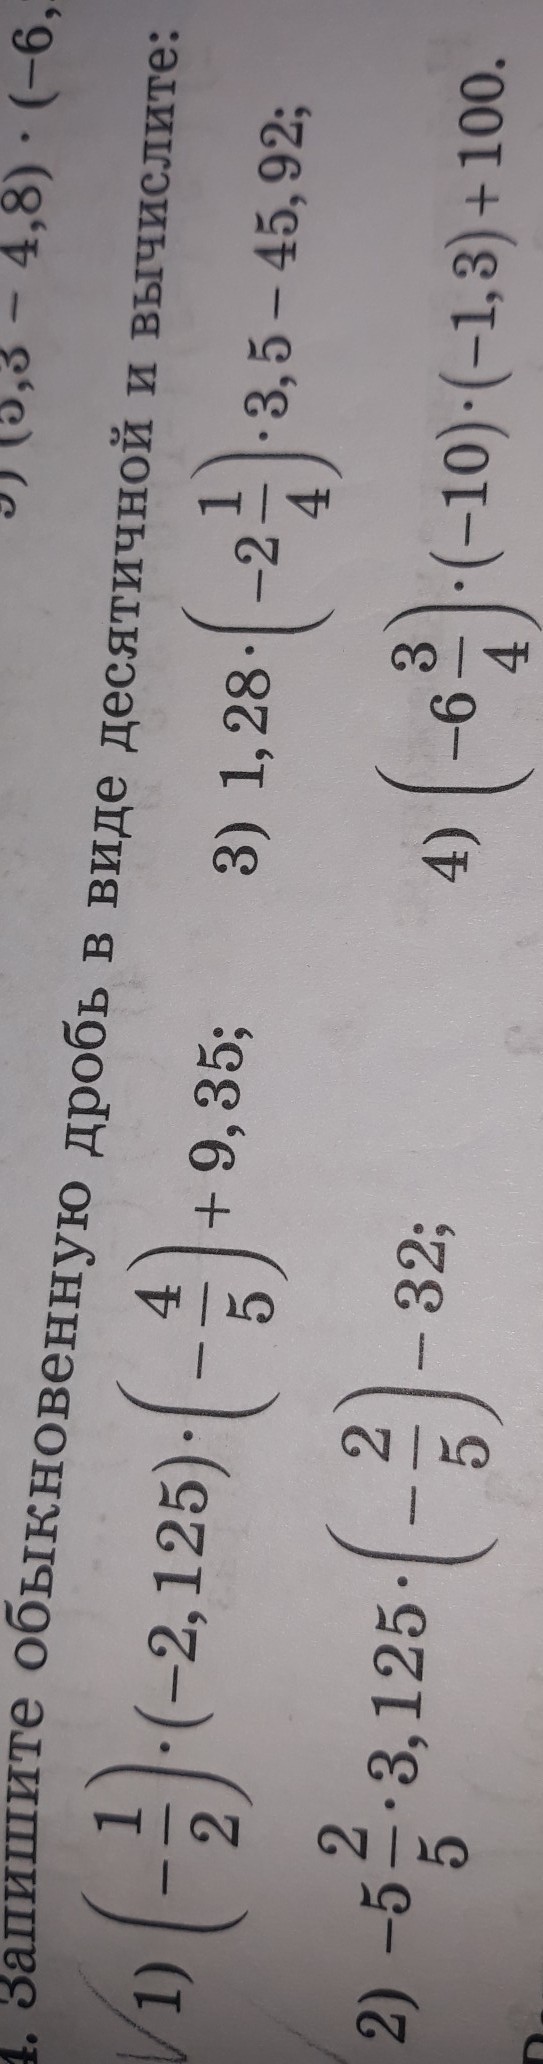 (5,3 − 4,8) · (−6,
4. Запишите обыкновенную дробь в виде десятичной и вычислите:
1) (−1/2)·(−2,125)·(−4/5)+9,35; 3) 1,28·(−2 1/4)·3,5−45,92;
2) −5 2/5·3,125·(−2/5)−32; 4) (−6 3/4)·(−10)·(−1,3)+100.